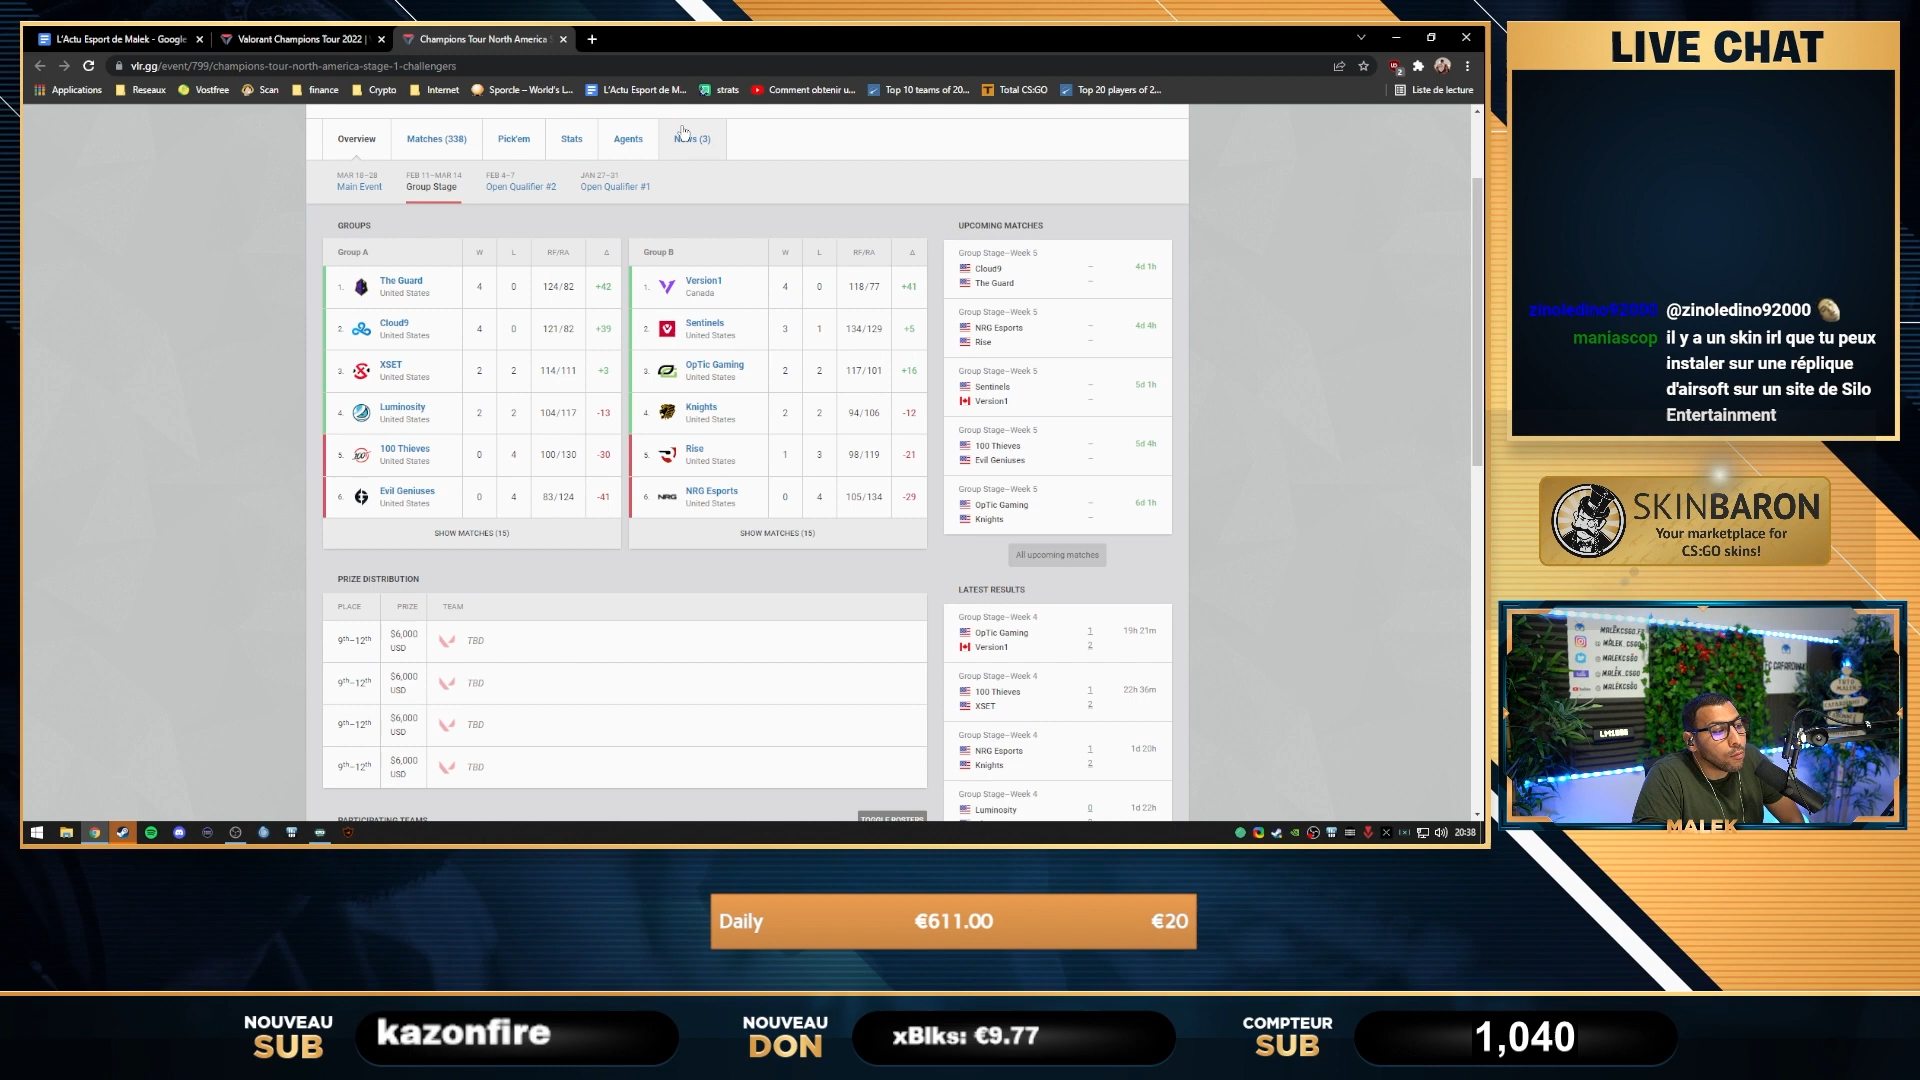 L'Actu Esport de Malek - Google
Valorant Champions Tour 2022 |
Champions Tour North America
vlr.gg/event/799/champions-tour-north-america-stage-1-challengers
Applications
Reseaux
Vostfree
Scan
finance
Crypto
Internet
Sporcle – World's L...
L'Actu Esport de M...
strats
Comment obtenir u...
Top 10 teams of 20...
Total CS:GO
Top 20 players of 2...
Liste de lecture
Overview
Matches (338)
Pick'em
Stats
Agents
News (3)
MAR 18–28
Main Event
FEB 11–MAR 14
Group Stage
FEB 4–7
Open Qualifier #2
JAN 27–31
Open Qualifier #1
GROUPS
Group A W L RF/RA Δ
1. The Guard United States 4 0 124/82 +42
2. Cloud9 United States 4 0 121/82 +39
3. XSET United States 2 2 114/111 +3
4. Luminosity United States 2 2 104/117 -13
5. 100 Thieves United States 0 4 100/130 -30
6. Evil Geniuses United States 0 4 83/124 -41
SHOW MATCHES (15)
Group B W L RF/RA Δ
1. Version1 Canada 4 0 118/77 +41
2. Sentinels United States 3 1 134/129 +5
3. OpTic Gaming United States 2 2 117/101 +16
4. Knights United States 2 2 94/106 -12
5. Rise United States 1 3 98/119 -21
6. NRG Esports United States 0 4 105/134 -29
SHOW MATCHES (15)
PRIZE DISTRIBUTION
PLACE PRIZE TEAM
9th–12th $6,000 USD TBD
9th–12th $6,000 USD TBD
9th–12th $6,000 USD TBD
9th–12th $6,000 USD TBD
PARTICIPATING TEAMS
TOGGLE ROSTERS
UPCOMING MATCHES
Group Stage–Week 5
Cloud9 – 4d 1h
The Guard –
Group Stage–Week 5
NRG Esports – 4d 4h
Rise –
Group Stage–Week 5
Sentinels – 5d 1h
Version1 –
Group Stage–Week 5
100 Thieves – 5d 4h
Evil Geniuses –
Group Stage–Week 5
OpTic Gaming – 6d 1h
Knights –
All upcoming matches
LATEST RESULTS
Group Stage–Week 4
OpTic Gaming 1 19h 21m
Version1 2
Group Stage–Week 4
100 Thieves 1 22h 36m
XSET 2
Group Stage–Week 4
NRG Esports 1 1d 20h
Knights 2
Group Stage–Week 4
Luminosity 0 1d 22h
20:38
LIVE CHAT
zinoledino92000 @zinoledino92000
maniascop il y a un skin irl que tu peux
instaler sur une réplique
d'airsoft sur un site de Silo
Entertainment
SKINBARON
Your marketplace for
CS:GO skins!
MALEKCSGO.FR
@MALEK_CSGO
@MALEKCSGO
@MALEK_CSGO
@MALEKCSGO
MALEK
Daily €611.00 €20
NOUVEAU
SUB
kazonfire
NOUVEAU
DON
xBlks: €9.77
COMPTEUR
SUB
1,040